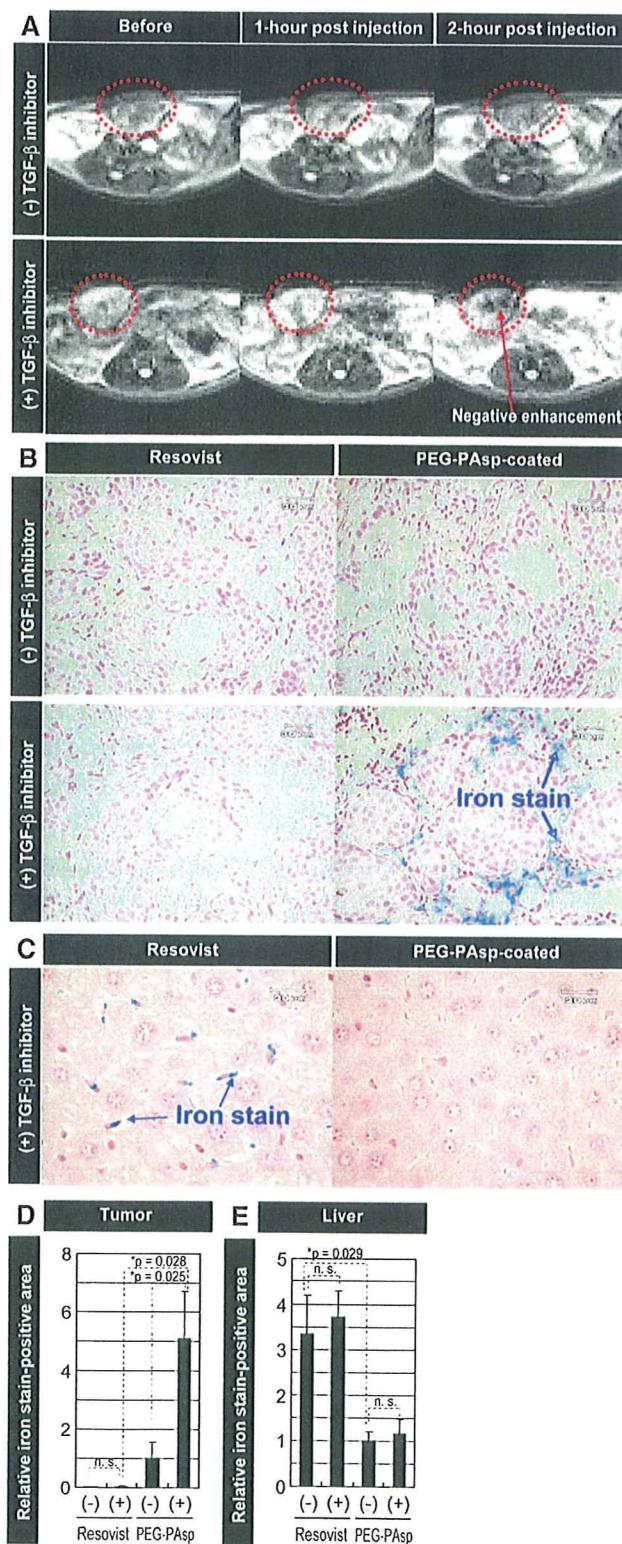 A
Before
1-hour post injection
2-hour post injection
(-) TGF-β inhibitor
(+) TGF-β inhibitor
Negative enhancement
B
Resovist
PEG-PAsp-coated
(-) TGF-β inhibitor
(+) TGF-β inhibitor
Iron stain
C
Resovist
PEG-PAsp-coated
(+) TGF-β inhibitor
Iron stain
D
Tumor
Relative iron stain-positive area
8
6
4
2
0
*p = 0.028
*p = 0.025
n. s.
(-) (+) (-) (+)
Resovist PEG-PAsp
E
Liver
Relative iron stain-positive area
5
4
3
2
1
0
*p = 0.029
n. s.
n. s.
(-) (+) (-) (+)
Resovist PEG-PAsp